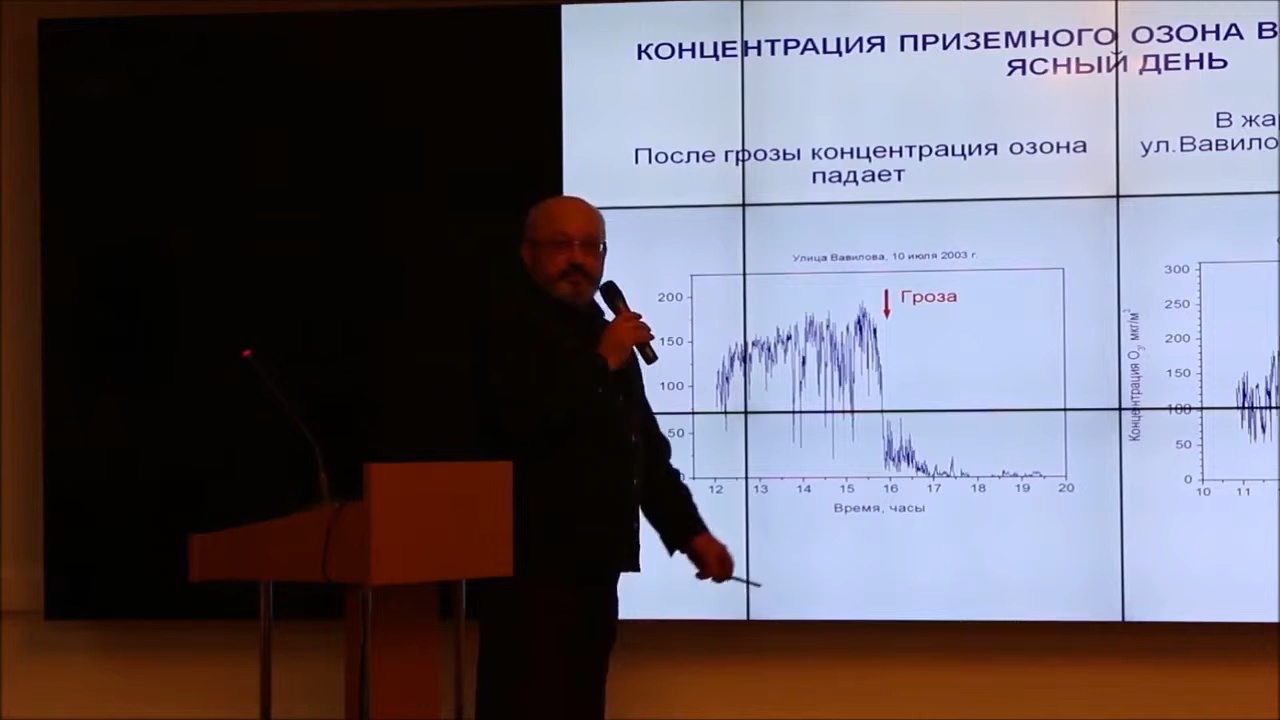 КОНЦЕНТРАЦИЯ ПРИЗЕМНОГО ОЗОНА В
ЯСНЫЙ ДЕНЬ
После грозы концентрация озона
падает
В жа
ул.Вавило
Улица Вавилова, 10 июля 2003 г.
Гроза
200
150
100
50
0
12 13 14 15 16 17 18 19 20
Время, часы
Концентрация O3, мкг/м3
300
250
200
150
100
50
0
10 11